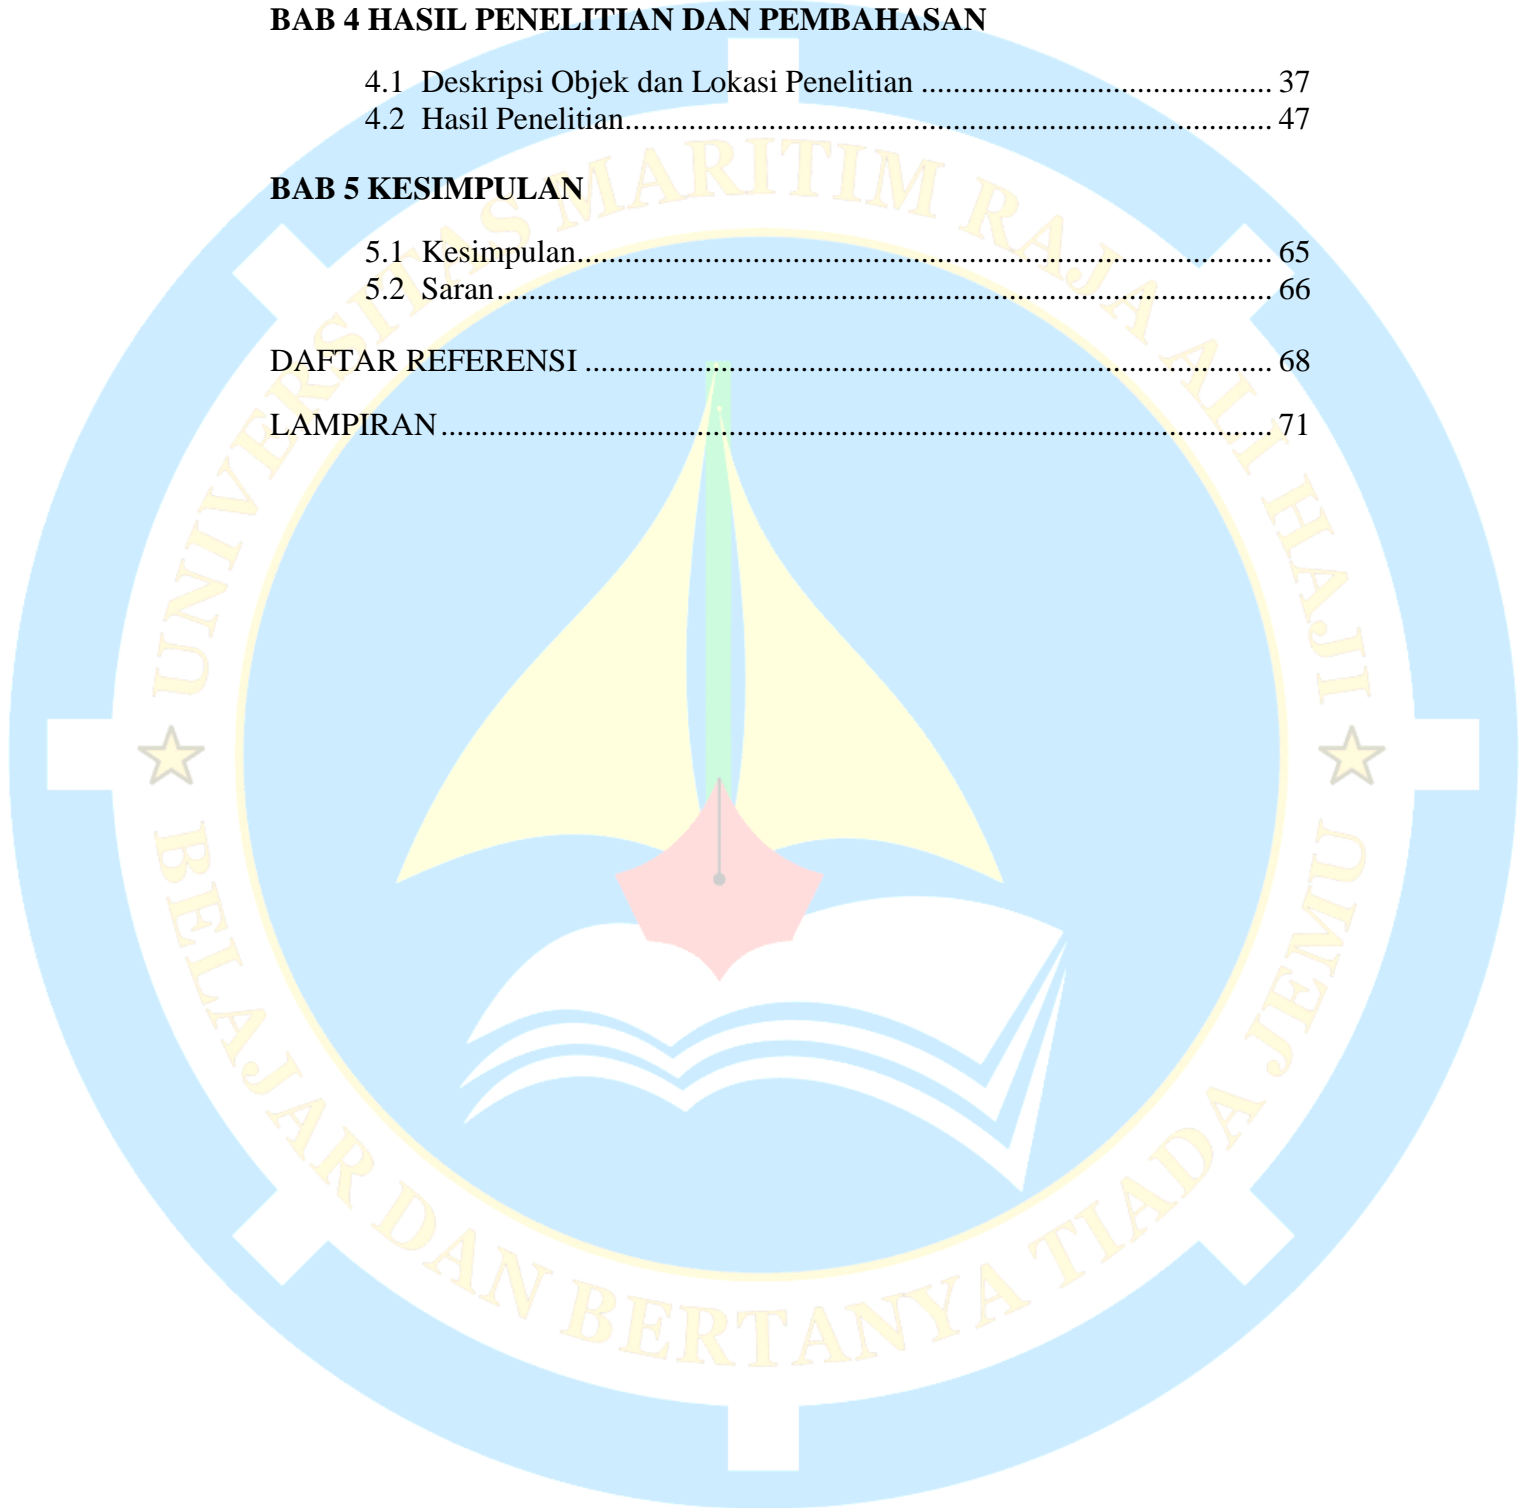 BAB 4 HASIL PENELITIAN DAN PEMBAHASAN
4.1 Deskripsi Objek dan Lokasi Penelitian ............................................ 37
4.2 Hasil Penelitian................................................................................. 47
BAB 5 KESIMPULAN
5.1 Kesimpulan....................................................................................... 65
5.2 Saran................................................................................................. 66
DAFTAR REFERENSI ...................................................................................... 68
LAMPIRAN........................................................................................................ 71
UNIVERSITAS MARITIM RAJA ALI HAJI
BELAJAR DAN BERTANYA TIADA JEMU